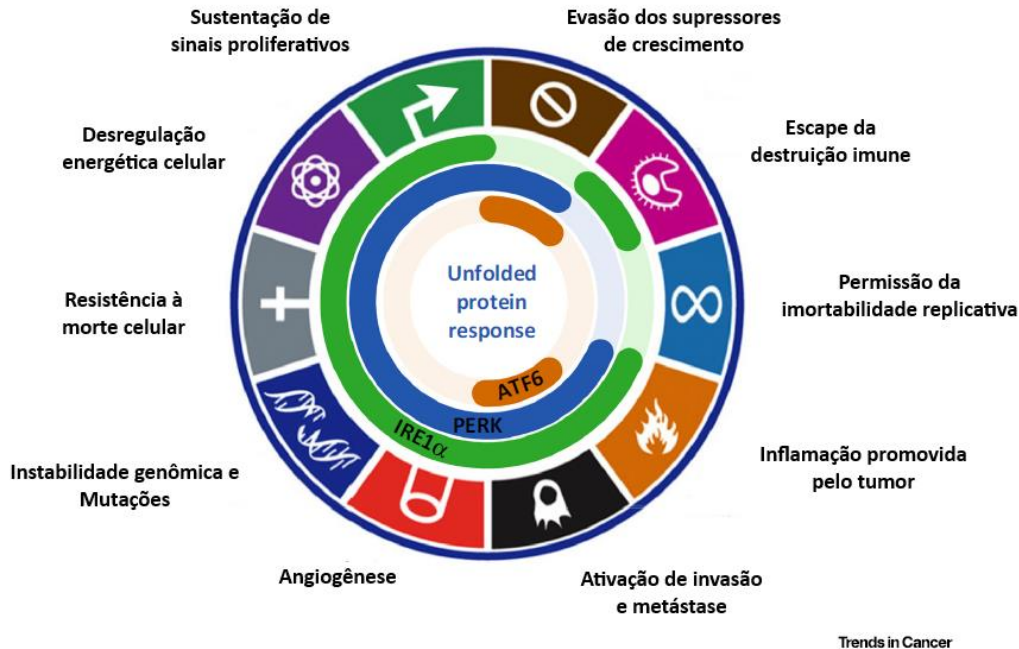 Sustentação de
sinais proliferativos
Evasão dos supressores
de crescimento
Desregulação
energética celular
Escape da
destruição imune
Unfolded
protein
response
Resistência à
morte celular
Permissão da
imortabilidade replicativa
ATF6
PERK
IRE1α
Instabilidade genômica e
Mutações
Inflamação promovida
pelo tumor
Angiogênese
Ativação de invasão
e metástase
Trends in Cancer